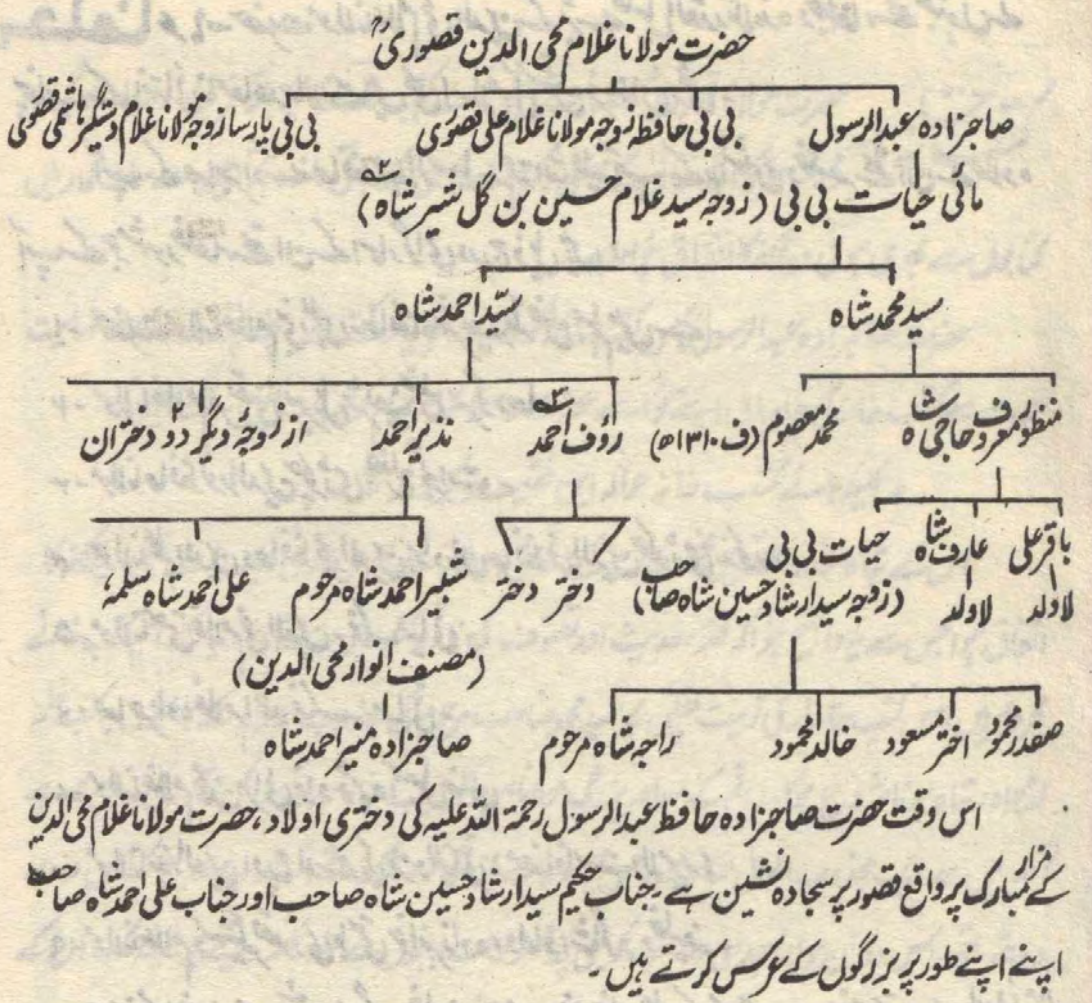 حضرت مولانا غلام محی الدین قصوریؒ
صاحبزادہ عبدالرسول بی بی حافظہ زوجہ مولانا غلام علی قصوری بی بی پارسا زوجہ مولانا غلام دستگیر ہاشمی قصوری
مائی حیات بی بی (زوجہ سید غلام حسین بن گل شیر شاہ) ۲
سید محمد شاہ سید احمد شاہ
منظور معروف حاجی شاہ محمد معصوم (ف ۱۳۱۰ھ) رؤف احمد ۳ نذیر احمد از زوجۂ دیگر دو ۲ دختران
باقر علی عارف شاہ حیات بی بی دختر دختر شبیر احمد شاہ مرحوم علی احمد شاہ سلمہٗ
لاولد لاولد (زوجہ سید ارشاد حسین شاہ صاحب) (مصنف انوار محی الدین)
صفدر محمود اختر مسعود خالد محمود راجہ شاہ مرحوم صاحبزادہ منیر احمد شاہ
اس وقت حضرت صاحبزادہ حافظ عبدالرسول رحمۃ اللہ علیہ کی دختری اولاد، حضرت مولانا غلام محی الدین
کے مزار مبارک پر واقع قصور پر سجادہ نشین ہے۔ جناب حکیم سید ارشاد حسین شاہ صاحب اور جناب علی احمد شاہ صاحب
اپنے اپنے طور پر بزرگوں کے عرس کرتے ہیں۔